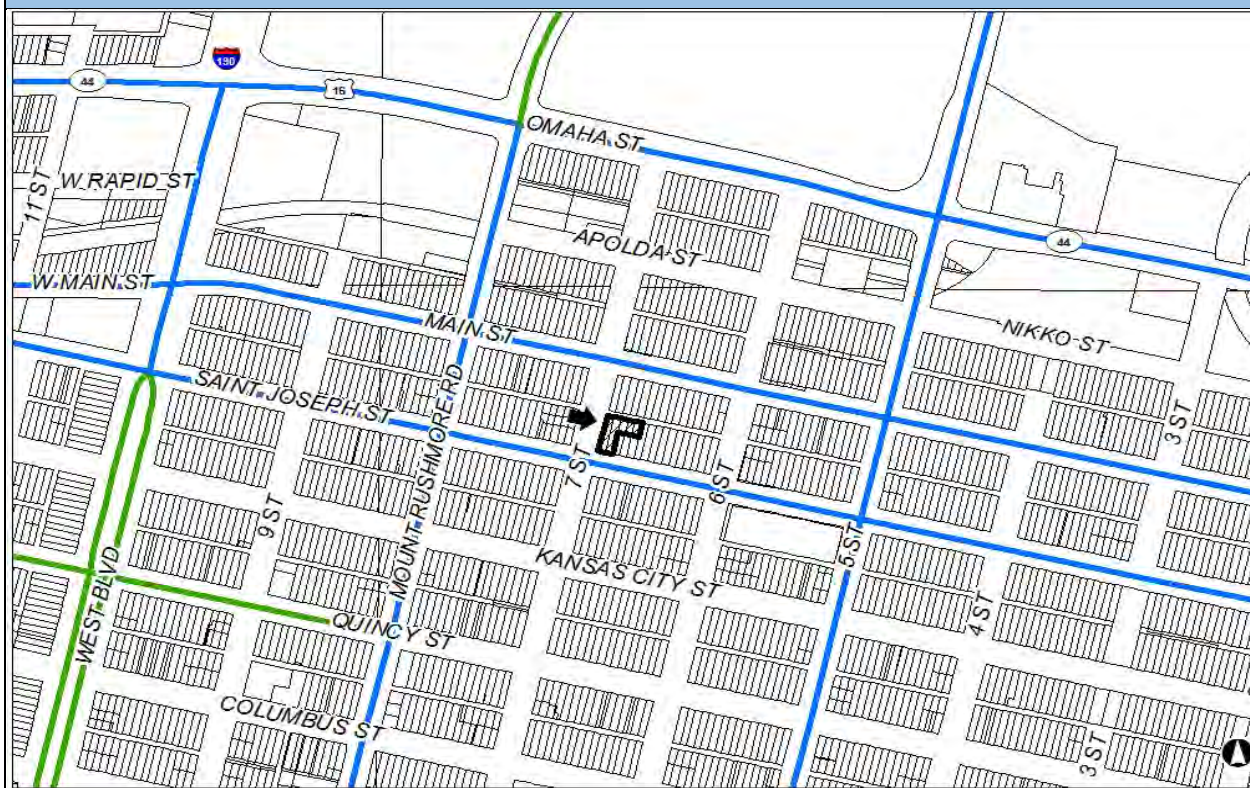 190
44
16
OMAHA ST
W RAPID ST
11 ST
APOLDA ST
44
W MAIN ST
MAIN ST
NIKKO ST
SAINT JOSEPH ST
MOUNT RUSHMORE RD
7 ST
6 ST
3 ST
9 ST
5 ST
KANSAS CITY ST
WEST BLVD
QUINCY ST
4 ST
COLUMBUS ST
3 ST